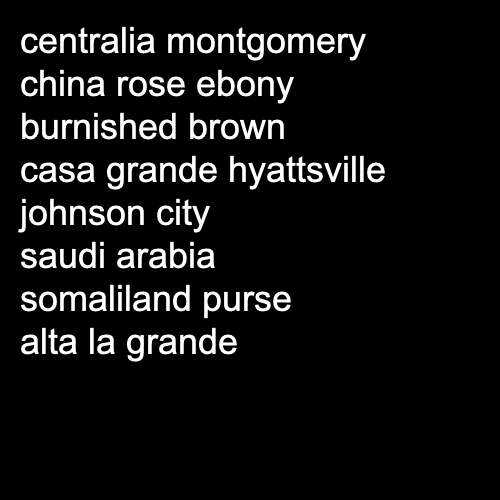 centralia montgomery
china rose ebony
burnished brown
casa grande hyattsville
johnson city
saudi arabia
somaliland purse
alta la grande